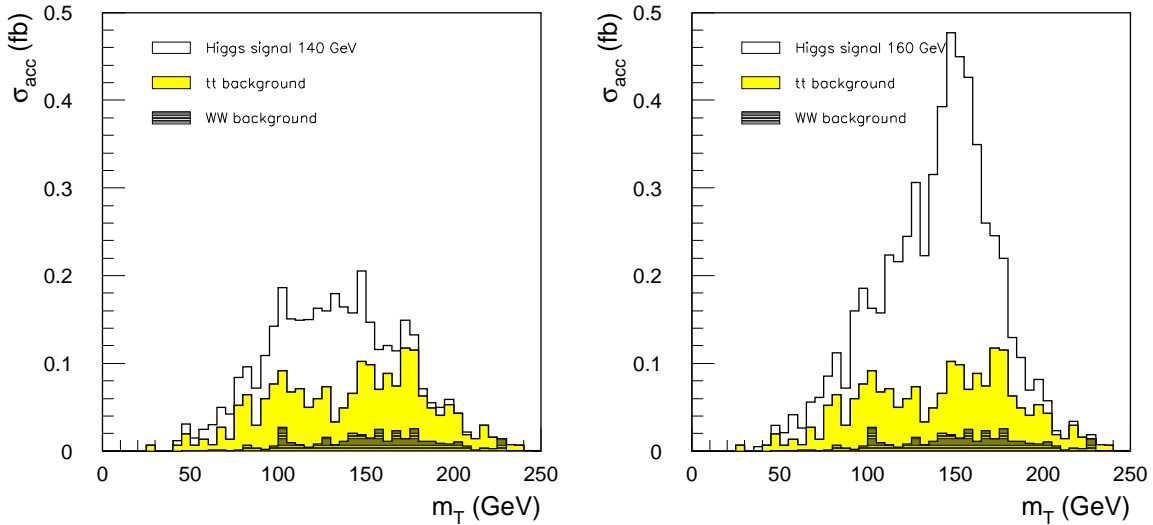 σacc (fb)
0.5
0.4
0.3
0.2
0.1
0
Higgs signal 140 GeV
tt background
WW background
0 50 100 150 200 250
mT (GeV)
σacc (fb)
0.5
0.4
0.3
0.2
0.1
0
Higgs signal 160 GeV
tt background
WW background
0 50 100 150 200 250
mT (GeV)